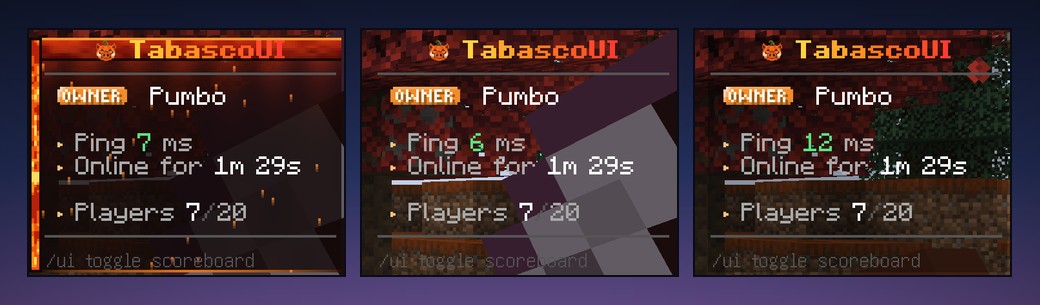 TabascoUI
OWNER Pumbo
Ping 7 ms
Online for 1m 29s
Players 7/20
/ui toggle scoreboard
TabascoUI
OWNER Pumbo
Ping 6 ms
Online for 1m 29s
Players 7/20
/ui toggle scoreboard
TabascoUI
OWNER Pumbo
Ping 12 ms
Online for 1m 29s
Players 7/20
/ui toggle scoreboard